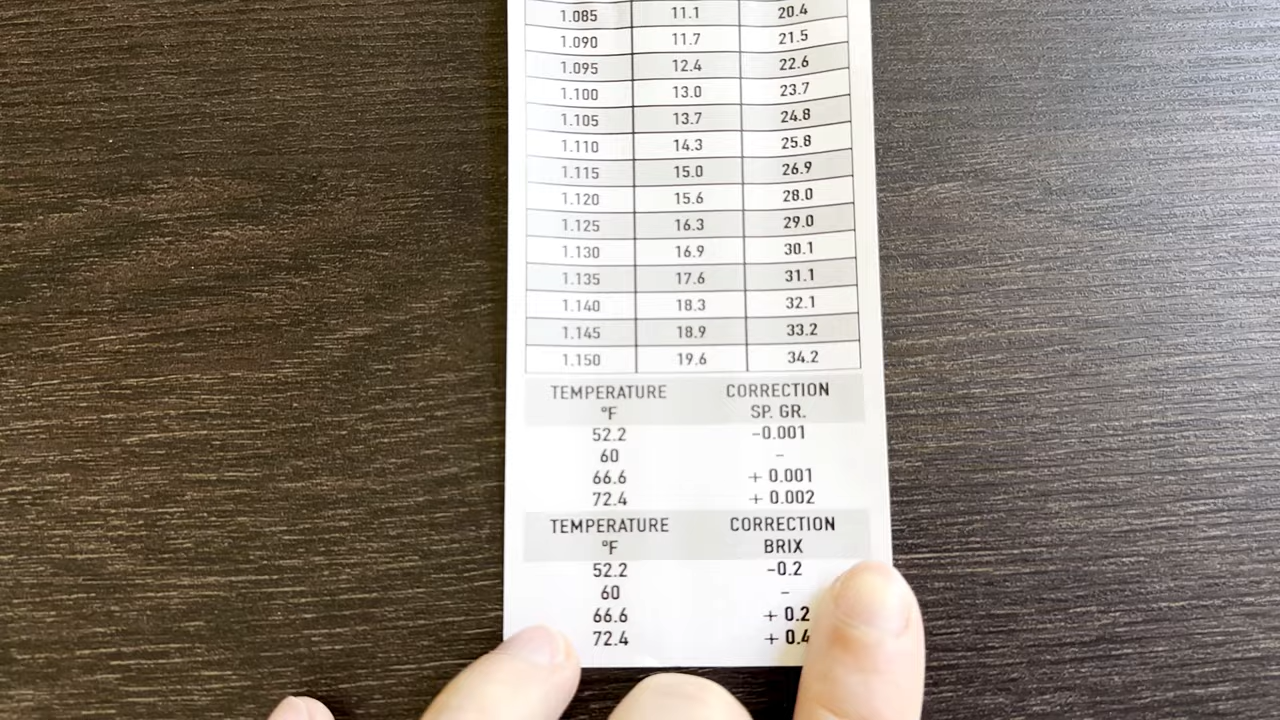 1.085 11.1 20.4
1.090 11.7 21.5
1.095 12.4 22.6
1.100 13.0 23.7
1.105 13.7 24.8
1.110 14.3 25.8
1.115 15.0 26.9
1.120 15.6 28.0
1.125 16.3 29.0
1.130 16.9 30.1
1.135 17.6 31.1
1.140 18.3 32.1
1.145 18.9 33.2
1.150 19.6 34.2
TEMPERATURE CORRECTION
°F SP. GR.
52.2 -0.001
60 -
66.6 + 0.001
72.4 + 0.002
TEMPERATURE CORRECTION
°F BRIX
52.2 -0.2
60 -
66.6 + 0.2
72.4 + 0.4